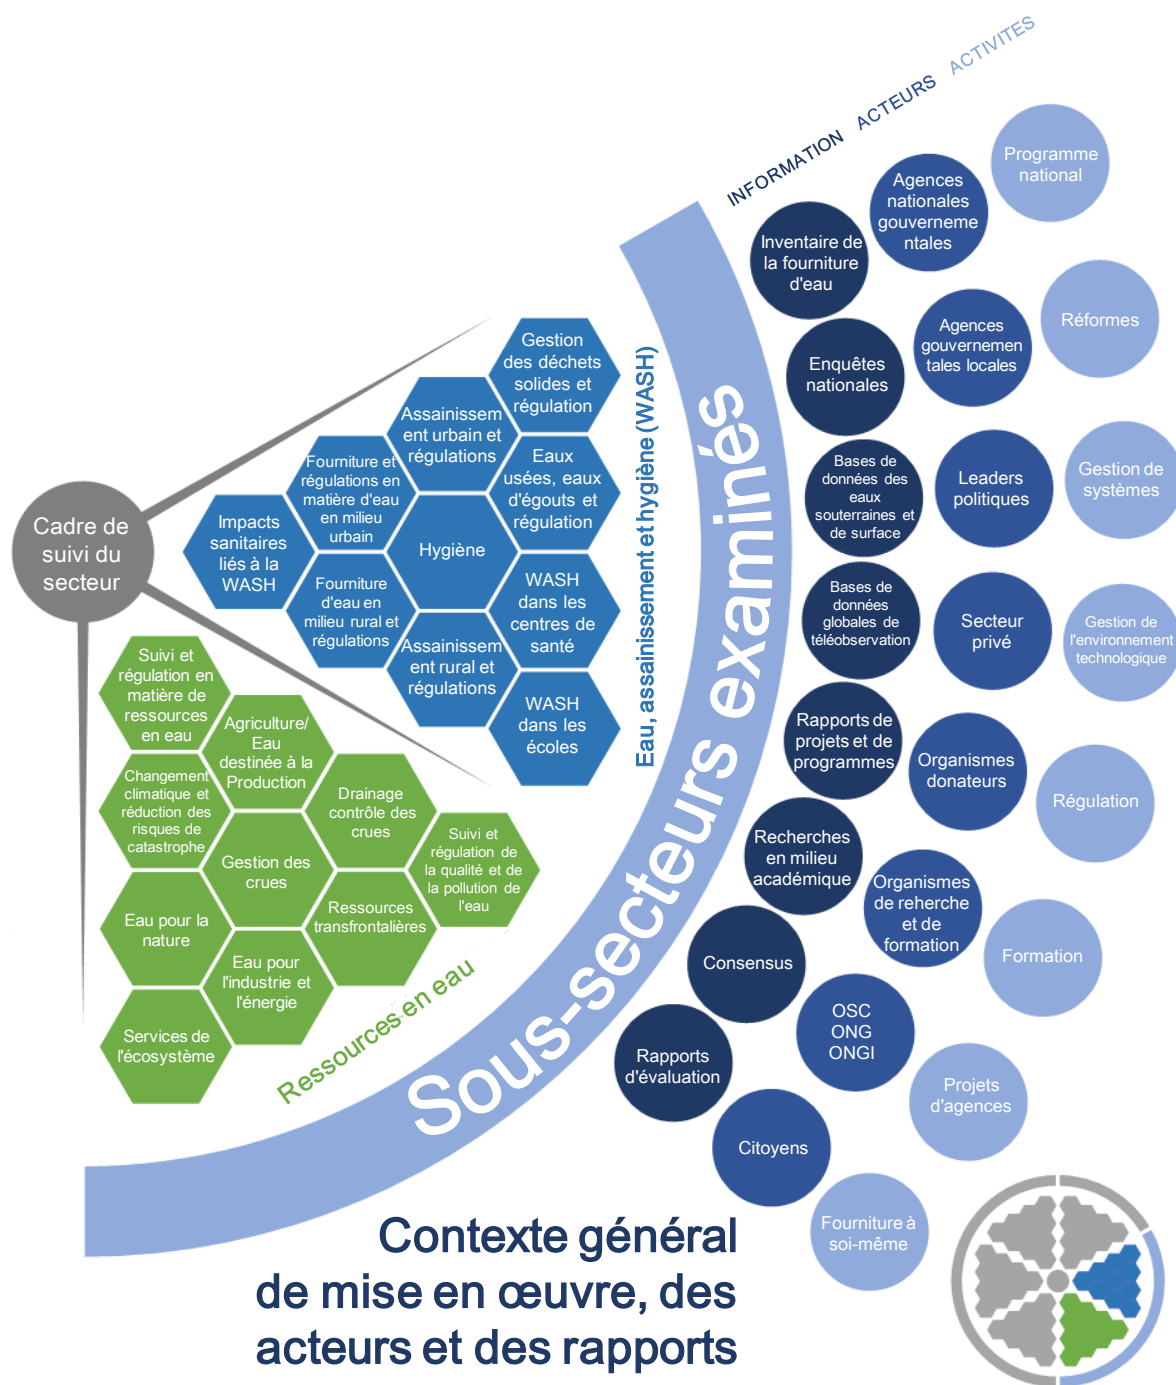 INFORMATION
ACTEURS
ACTIVITES
Inventaire de
la fourniture
d'eau
Enquêtes
nationales
Bases de
données des
eaux
souterraines et
de surface
Bases de
données
globales de
téléobservation
Rapports de
projets et de
programmes
Recherches
en milieu
académique
Consensus
Rapports
d'évaluation
Agences
nationales
gouverneme
ntales
Agences
gouvernemen
tales locales
Leaders
politiques
Secteur
privé
Organismes
donateurs
Organismes
de reherche
et de
formation
OSC
ONG
ONGI
Citoyens
Programme
national
Réformes
Gestion de
systèmes
Gestion de
l'environnement
technologique
Régulation
Formation
Projets
d'agences
Fourniture à
soi-même
Sous-secteurs examinés
Cadre de
suivi du
secteur
Eau, assainissement et hygiène (WASH)
Gestion
des déchets
solides et
régulation
Assainissem
ent urbain et
régulations
Eaux
usées, eaux
d'égouts et
régulation
Fourniture et
régulations en
matière d'eau
en milieu
urbain
Impacts
sanitaires
liés à la
WASH
Hygiène
Fourniture
d'eau en
milieu rural et
régulations
WASH
dans les
centres de
santé
Assainissem
ent rural et
régulations
WASH
dans les
écoles
Suivi et
régulation en
matière de
ressources
en eau
Agriculture/
Eau
destinée à la
Production
Changement
climatique et
réduction des
risques de
catastrophe
Drainage
contrôle des
crues
Gestion des
crues
Suivi et
régulation de
la qualité et de
la pollution de
l'eau
Eau pour la
nature
Ressources
transfrontalières
Eau pour
l'industrie et
l'énergie
Services de
l'écosystème
Ressources en eau
Contexte général
de mise en œuvre, des
acteurs et des rapports